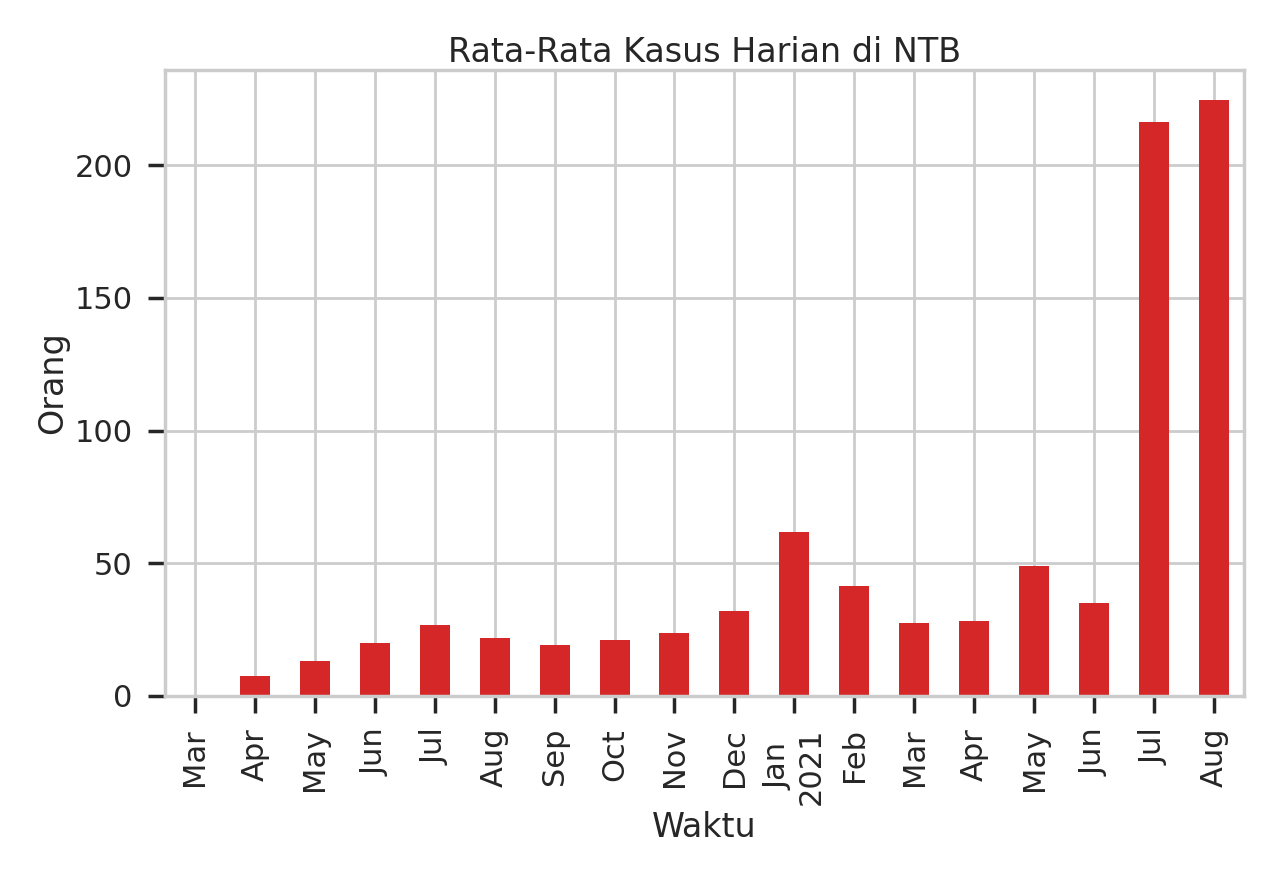 Rata-Rata Kasus Harian di NTB
Orang
200
150
100
50
0
Mar
Apr
May
Jun
Jul
Aug
Sep
Oct
Nov
Dec
Jan
2021
Feb
Mar
Apr
May
Jun
Jul
Aug
Waktu